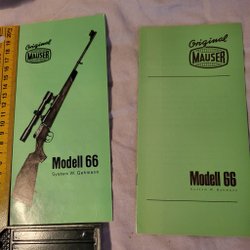 Original
MAUSER
Modell 66
System W. Gehmann
Original
MAUSER
Modell 66
System W. Gehmann